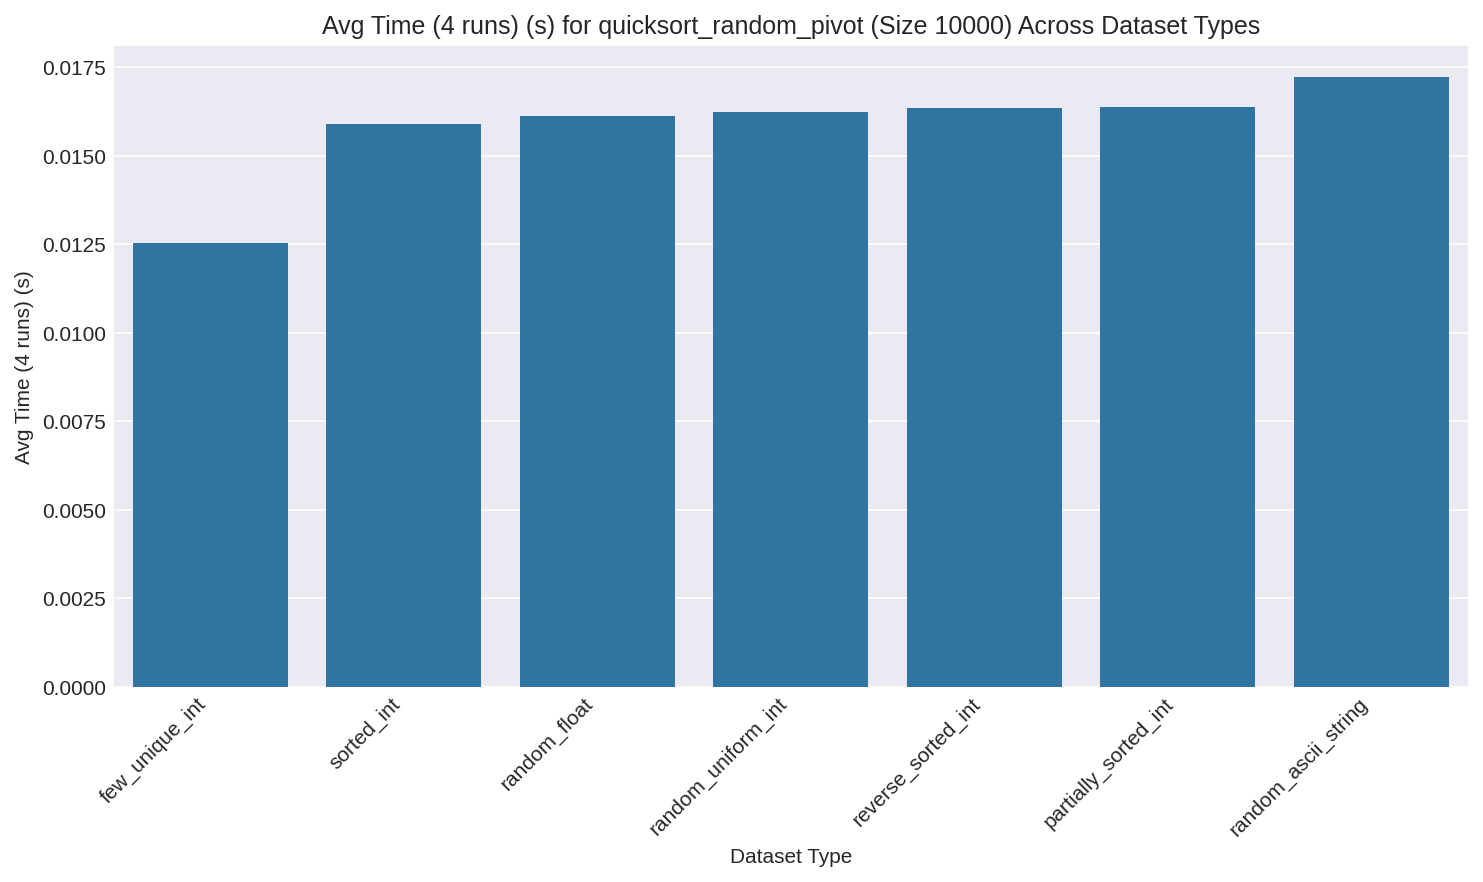 Avg Time (4 runs) (s) for quicksort_random_pivot (Size 10000) Across Dataset Types
Avg Time (4 runs) (s)
0.0175
0.0150
0.0125
0.0100
0.0075
0.0050
0.0025
0.0000
few_unique_int
sorted_int
random_float
random_uniform_int
reverse_sorted_int
partially_sorted_int
random_ascii_string
Dataset Type